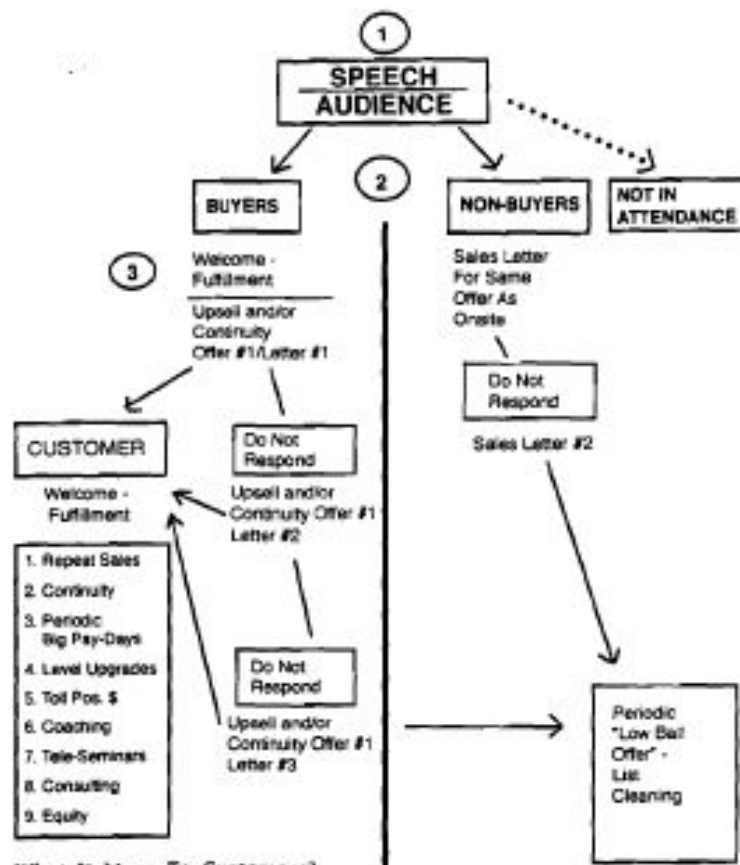 1
SPEECH
AUDIENCE
2
BUYERS
NON-BUYERS
NOT IN
ATTENDANCE
3
Welcome -
Fulfillment
Upsell and/or
Continuity
Offer #1/Letter #1
Sales Letter
For Same
Offer As
Onsite
Do Not
Respond
Sales Letter #2
CUSTOMER
Welcome -
Fulfillment
Do Not
Respond
Upsell and/or
Continuity Offer #1
Letter #2
1. Repeat Sales
2. Continuity
3. Periodic
Big Pay-Days
4. Level Upgrades
5. Toll Pos. $
6. Coaching
7. Tele-Seminars
8. Consulting
9. Equity
Do Not
Respond
Upsell and/or
Continuity Offer #1
Letter #3
Periodic
"Low Ball
Offer" -
List
Cleaning